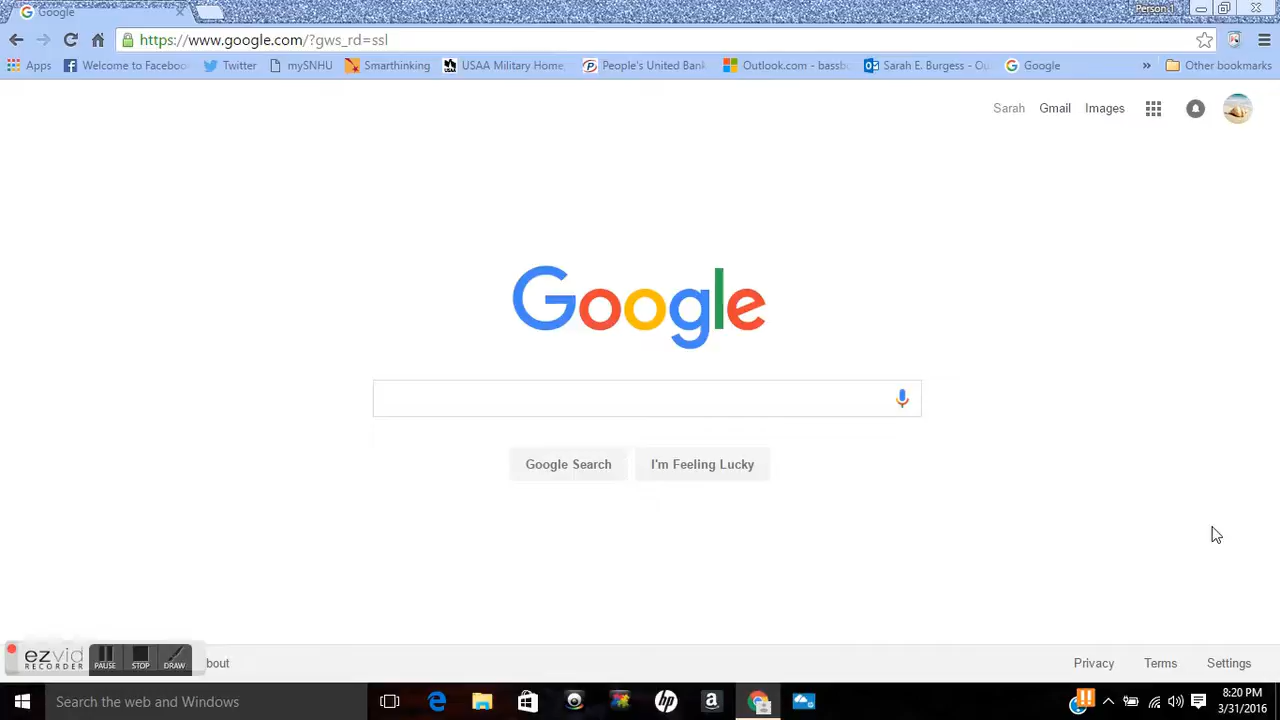 Google
Person 1
https://www.google.com/?gws_rd=ssl
Apps Welcome to Faceboo Twitter mySNHU Smarthinking USAA Military Home, People's United Bank Outlook.com - bassb Sarah E. Burgess - Ou Google » Other bookmarks
Sarah Gmail Images
Google
Google Search I'm Feeling Lucky
ezvid
RECORDER
PAUSE STOP DRAW
bout Privacy Terms Settings
Search the web and Windows
hp
a
8:20 PM
3/31/2016